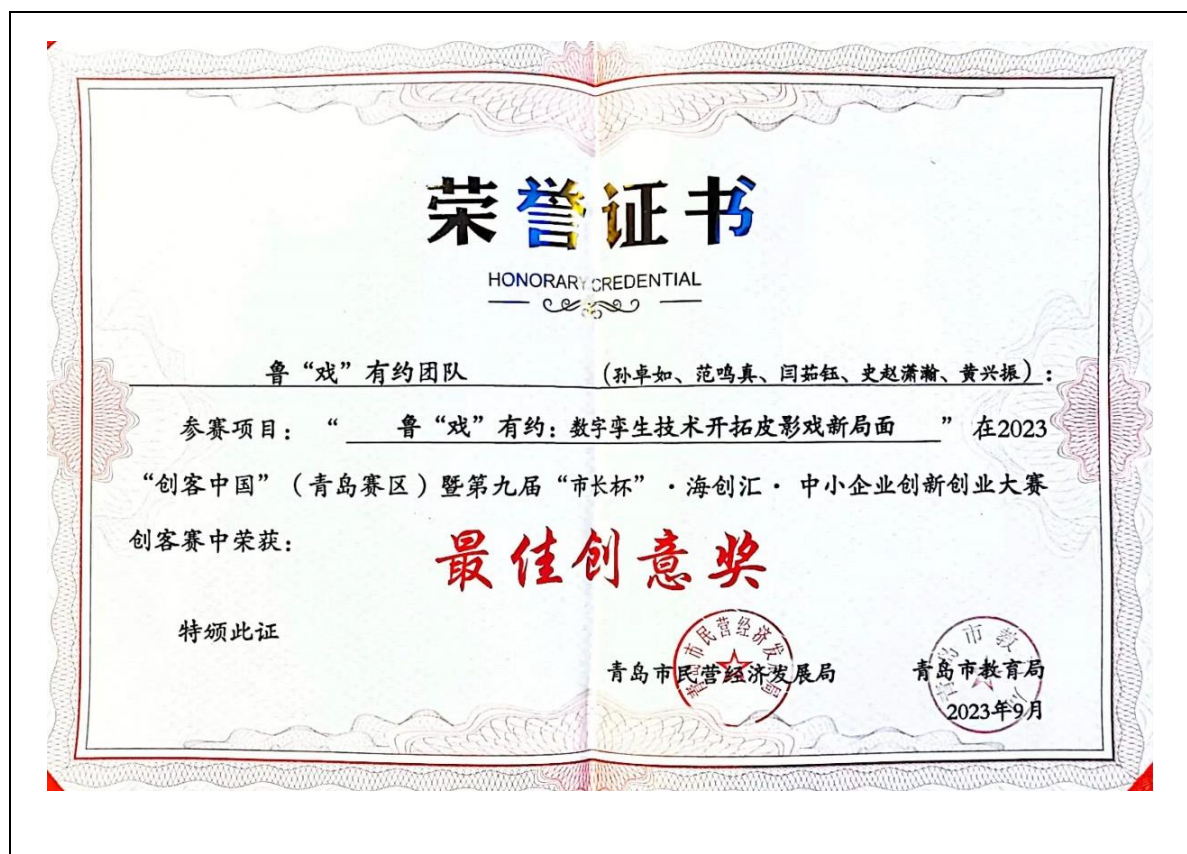 荣誉证书
HONORARY CREDENTIAL
鲁“戏”有约团队 (孙卓如、范鸣真、闫茹钰、史赵潇瀚、黄兴振)：
参赛项目：“ 鲁“戏”有约：数字孪生技术开拓皮影戏新局面 ”在2023
“创客中国”（青岛赛区）暨第九届“市长杯”·海创汇·中小企业创新创业大赛
创客赛中荣获：
最佳创意奖
特颁此证
青岛市民营经济发展局
青岛市教育局
2023年9月